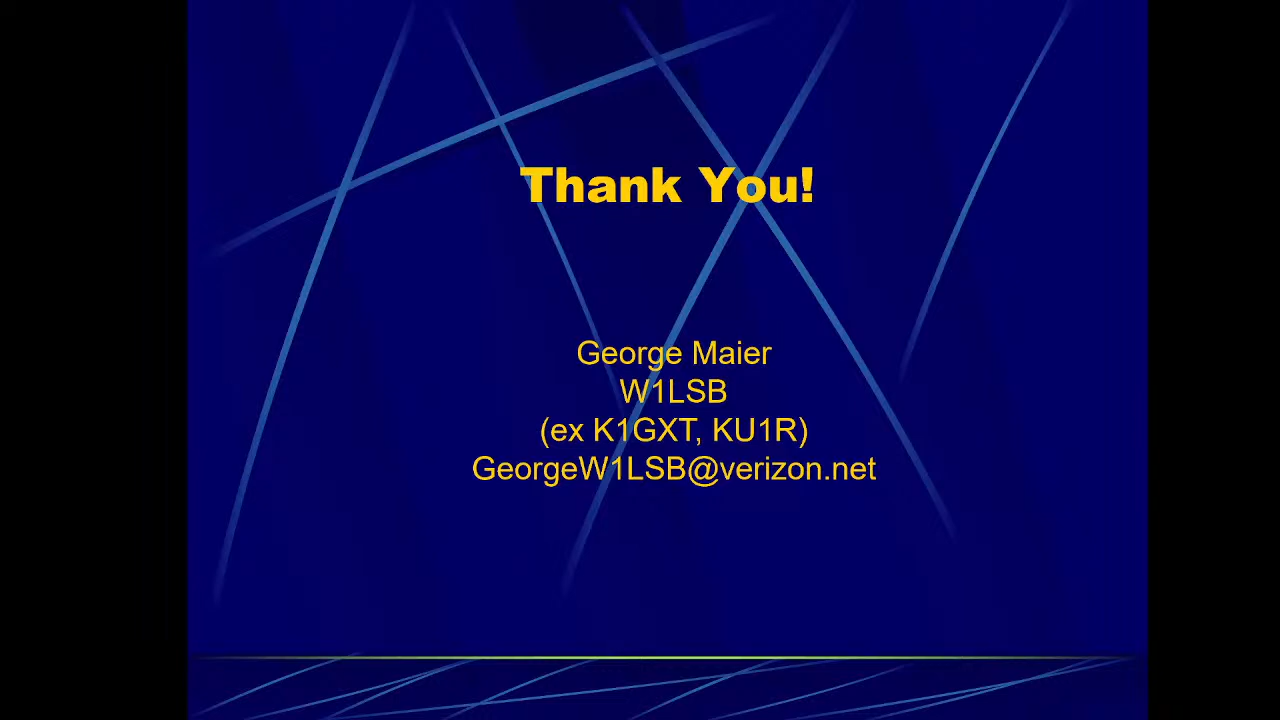 Thank You!
George Maier
W1LSB
(ex K1GXT, KU1R)
GeorgeW1LSB@verizon.net